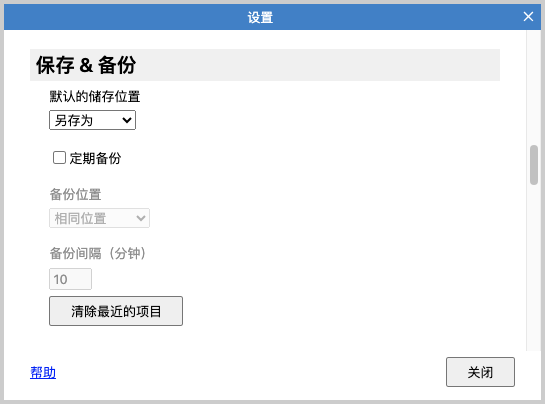 设置
保存 & 备份
默认的储存位置
另存为
定期备份
备份位置
相同位置
备份间隔（分钟）
10
清除最近的项目
帮助
关闭